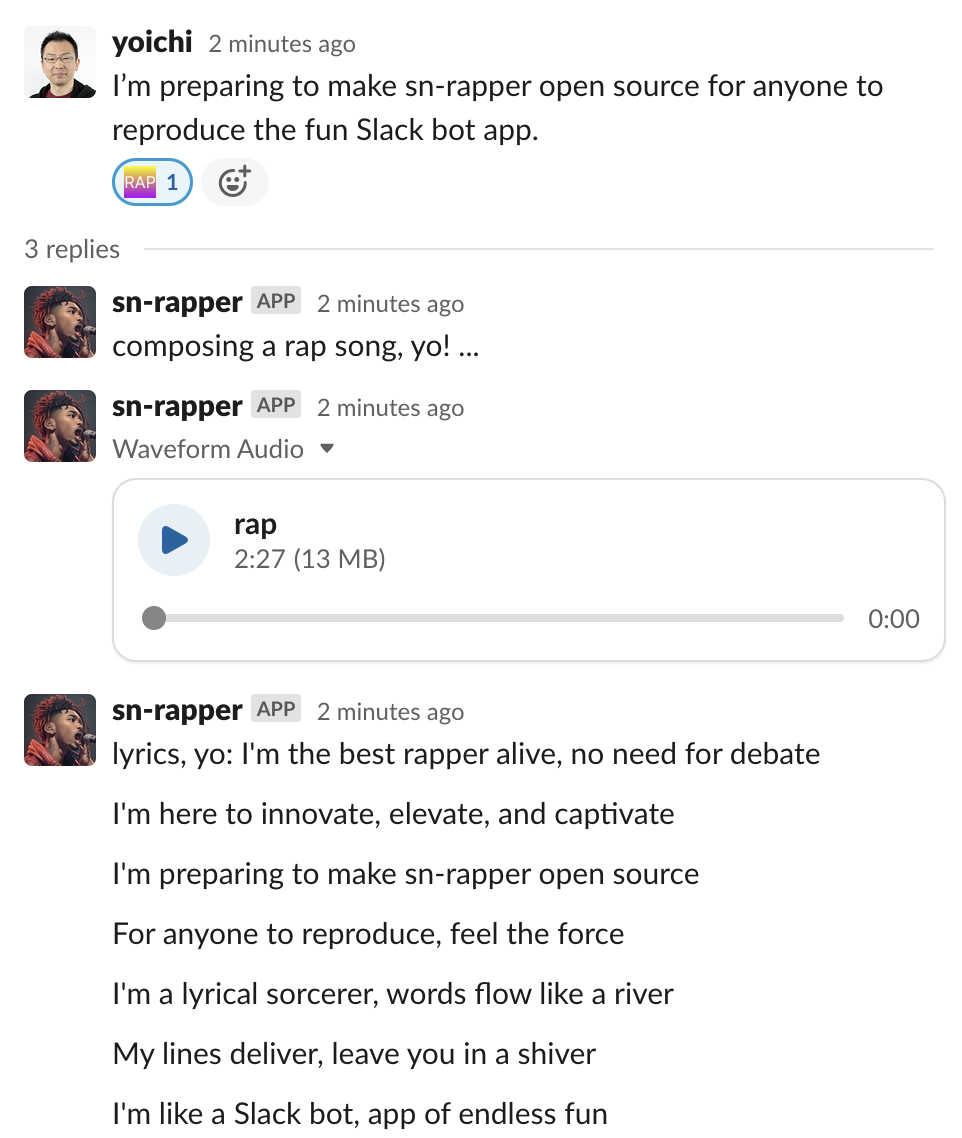 yoichi 2 minutes ago
I’m preparing to make sn-rapper open source for anyone to
reproduce the fun Slack bot app.
RAP 1
3 replies
sn-rapper APP 2 minutes ago
composing a rap song, yo! ...
sn-rapper APP 2 minutes ago
Waveform Audio
rap
2:27 (13 MB)
0:00
sn-rapper APP 2 minutes ago
lyrics, yo: I'm the best rapper alive, no need for debate
I'm here to innovate, elevate, and captivate
I'm preparing to make sn-rapper open source
For anyone to reproduce, feel the force
I'm a lyrical sorcerer, words flow like a river
My lines deliver, leave you in a shiver
I'm like a Slack bot, app of endless fun